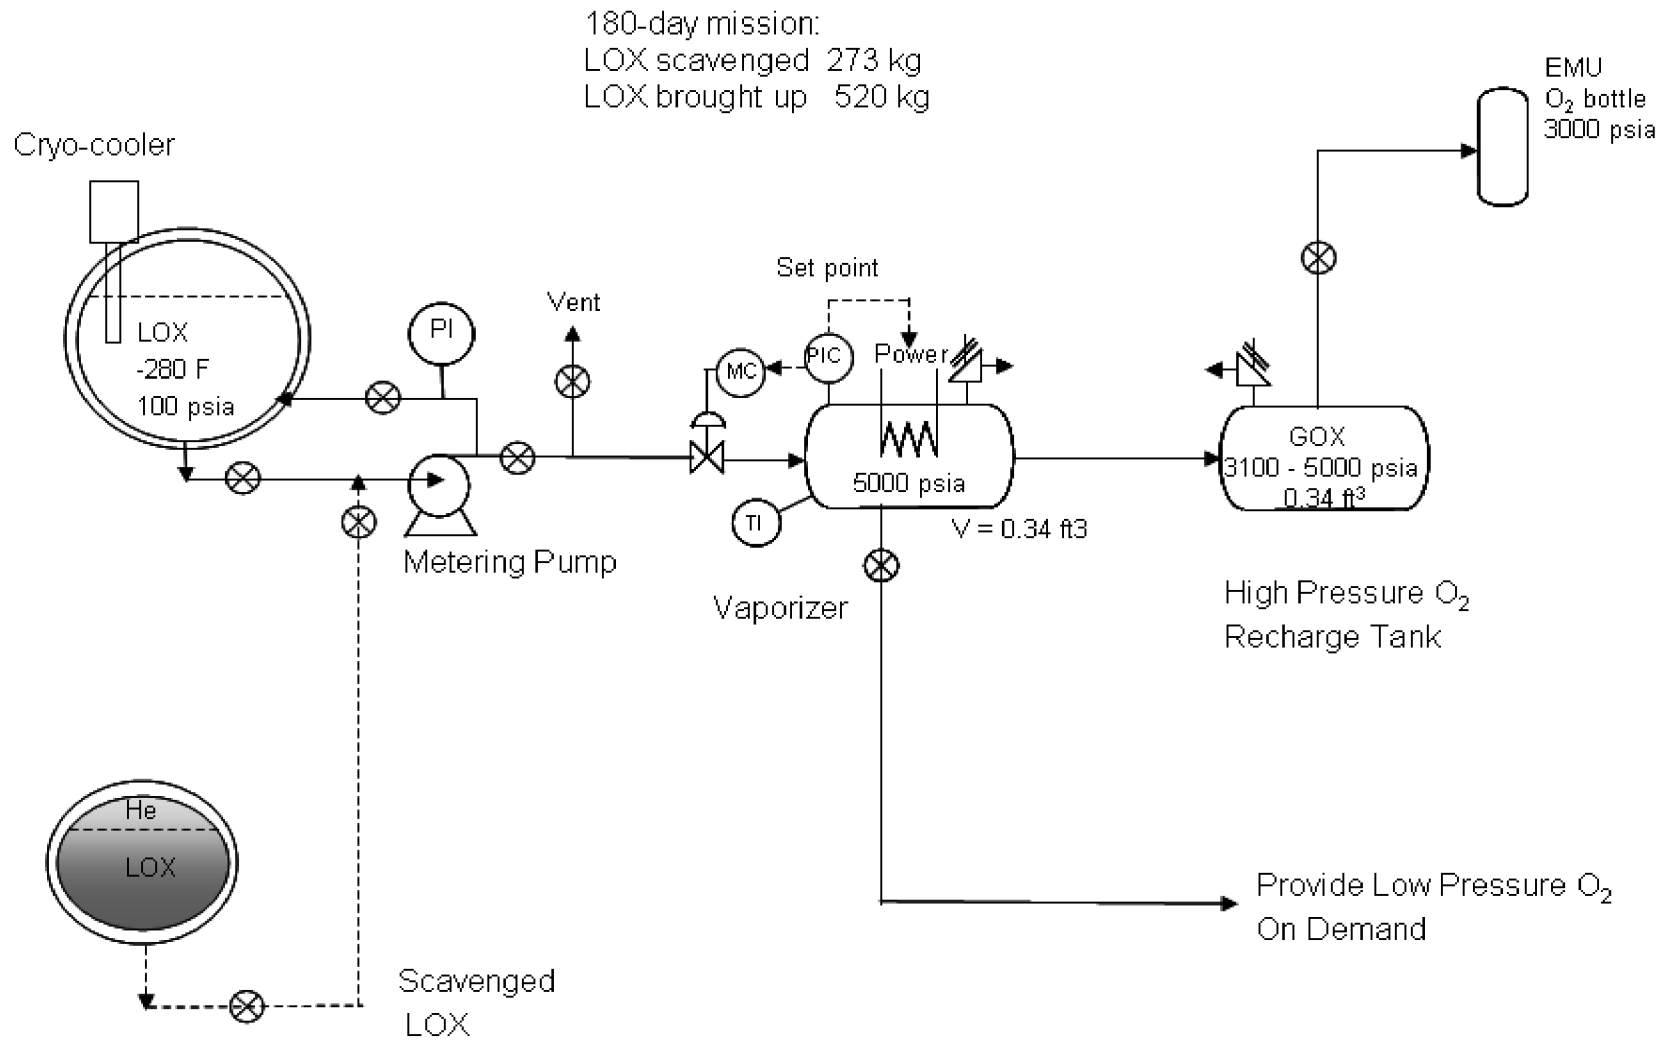 180-day mission:
LOX scavenged 273 kg
LOX brought up 520 kg
EMU
O₂ bottle
3000 psia
Cryo-cooler
Set point
Vent
LOX
-280 F
100 psia
PI
MC
PIC
Power
GOX
3100 - 5000 psia
0.34 ft³
5000 psia
TI
V = 0.34 ft3
Metering Pump
Vaporizer
High Pressure O₂
Recharge Tank
He
LOX
Provide Low Pressure O₂
On Demand
Scavenged
LOX